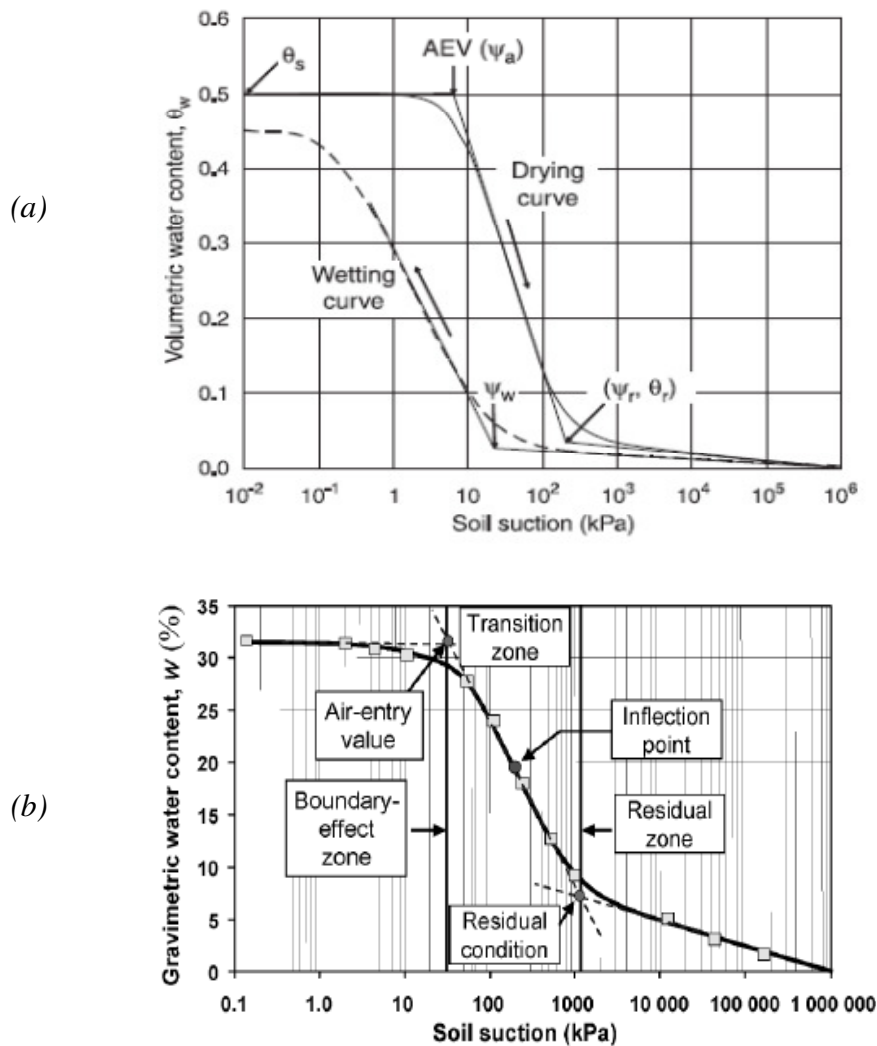 (a)
Volumetric water content, θw
0.6
0.5
0.4
0.3
0.2
0.1
0.0
θs
AEV (ψa)
Drying
curve
Wetting
curve
ψw
(ψr, θr)
10-2
10-1
1
10
102
103
104
105
106
Soil suction (kPa)
(b)
Gravimetric water content, w (%)
35
30
25
20
15
10
5
0
Transition
zone
Air-entry
value
Inflection
point
Boundary-
effect
zone
Residual
zone
Residual
condition
0.1
1.0
10
100
1000
10 000
100 000
1 000 000
Soil suction (kPa)